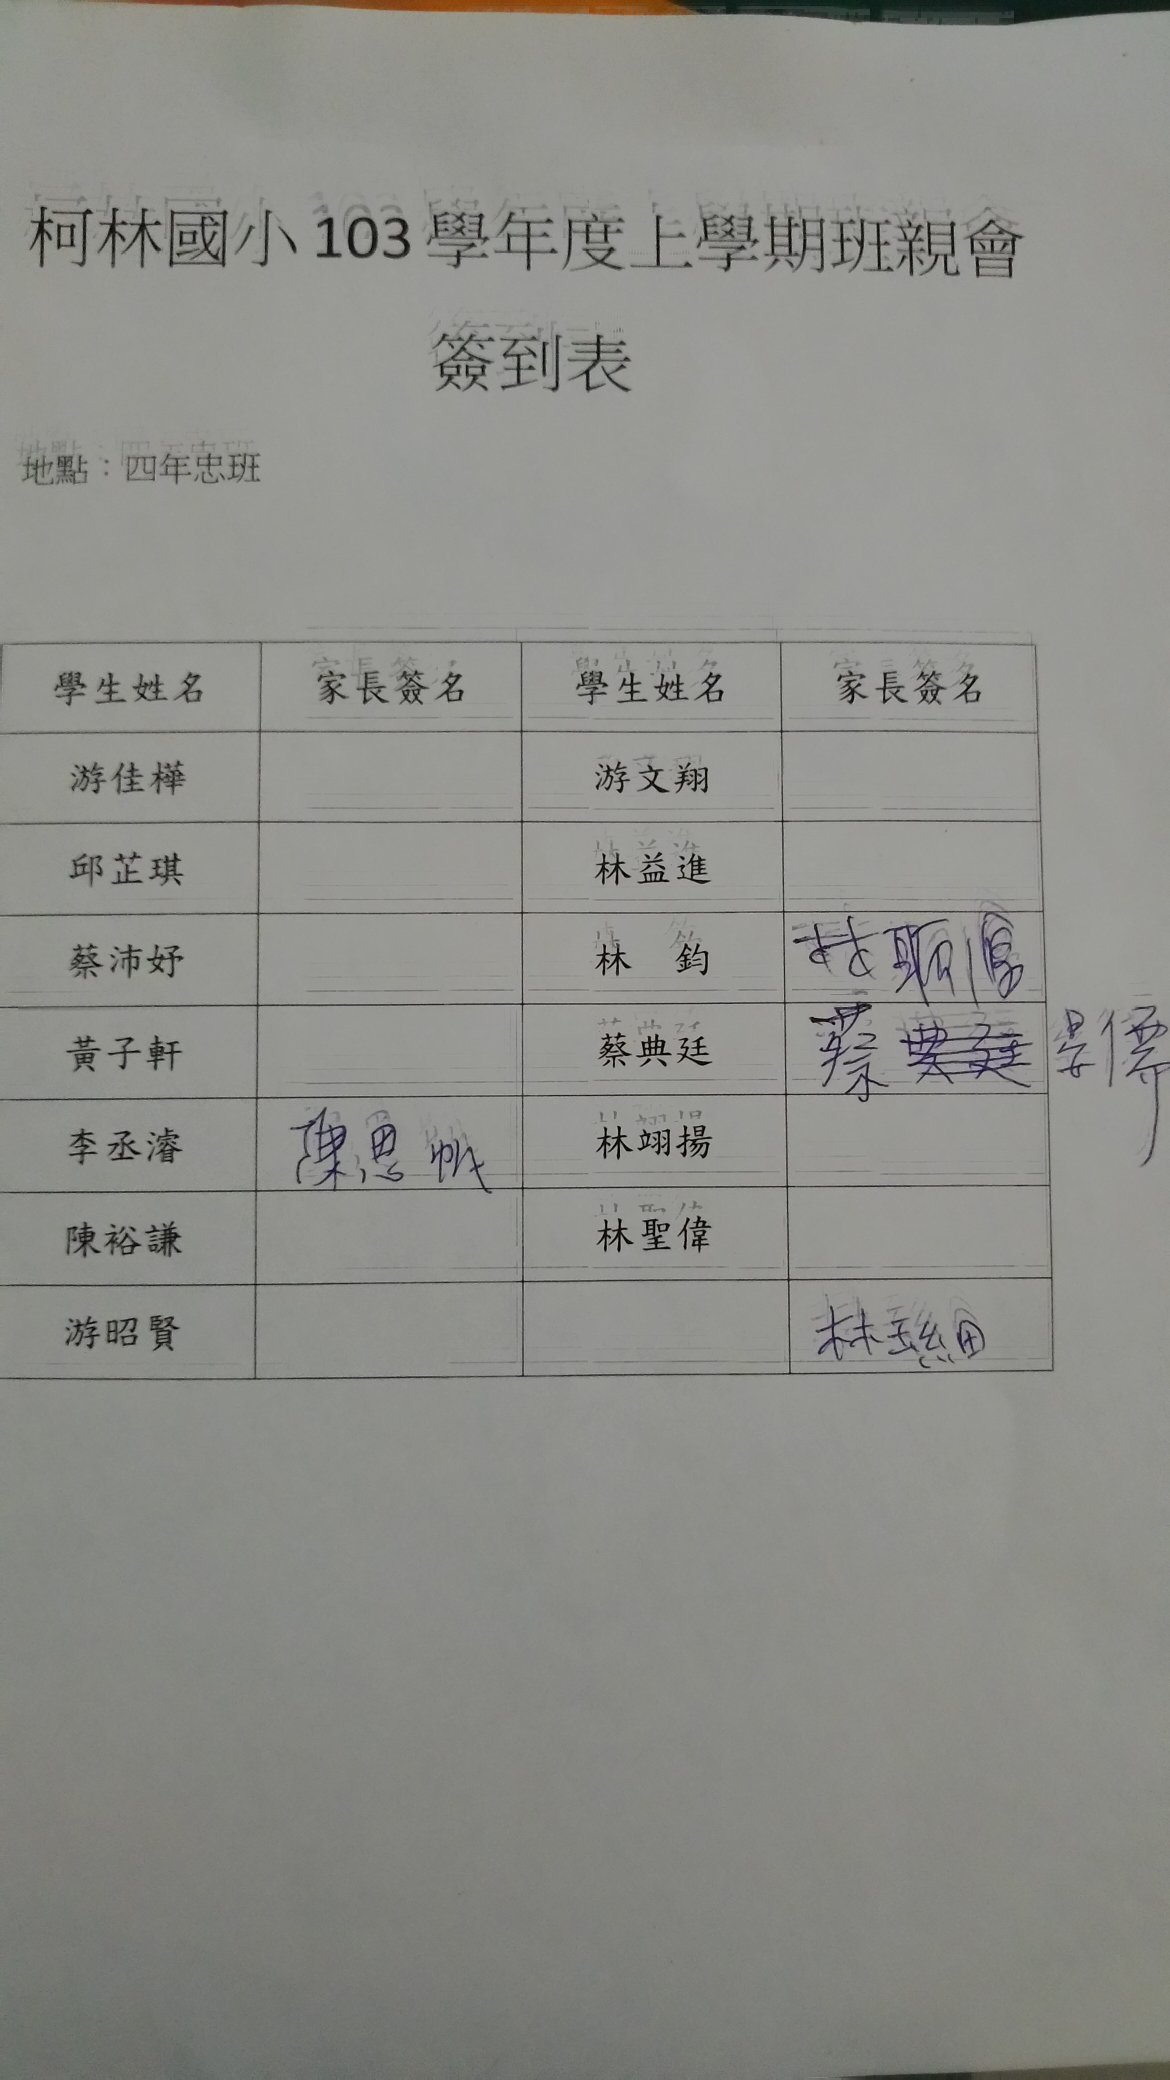 柯林國小 103 學年度上學期班親會
簽到表
地點：四年忠班
學生姓名 家長簽名 學生姓名 家長簽名
游佳樺 游文翔
邱芷琪 林益進
蔡沛妤 林 鈞 林
黃子軒 蔡典廷 蔡
李丞濬 陳思帆 林翊揚
陳裕謙 林聖偉
游昭賢 林